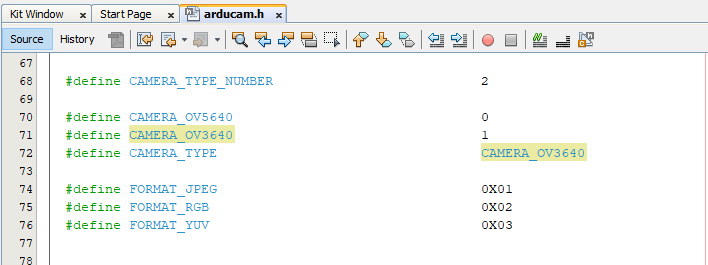 Kit Window Start Page arducam.h
Source History
67
68 #define CAMERA_TYPE_NUMBER 2
69
70 #define CAMERA_OV5640 0
71 #define CAMERA_OV3640 1
72 #define CAMERA_TYPE CAMERA_OV3640
73
74 #define FORMAT_JPEG 0X01
75 #define FORMAT_RGB 0X02
76 #define FORMAT_YUV 0X03
77
78